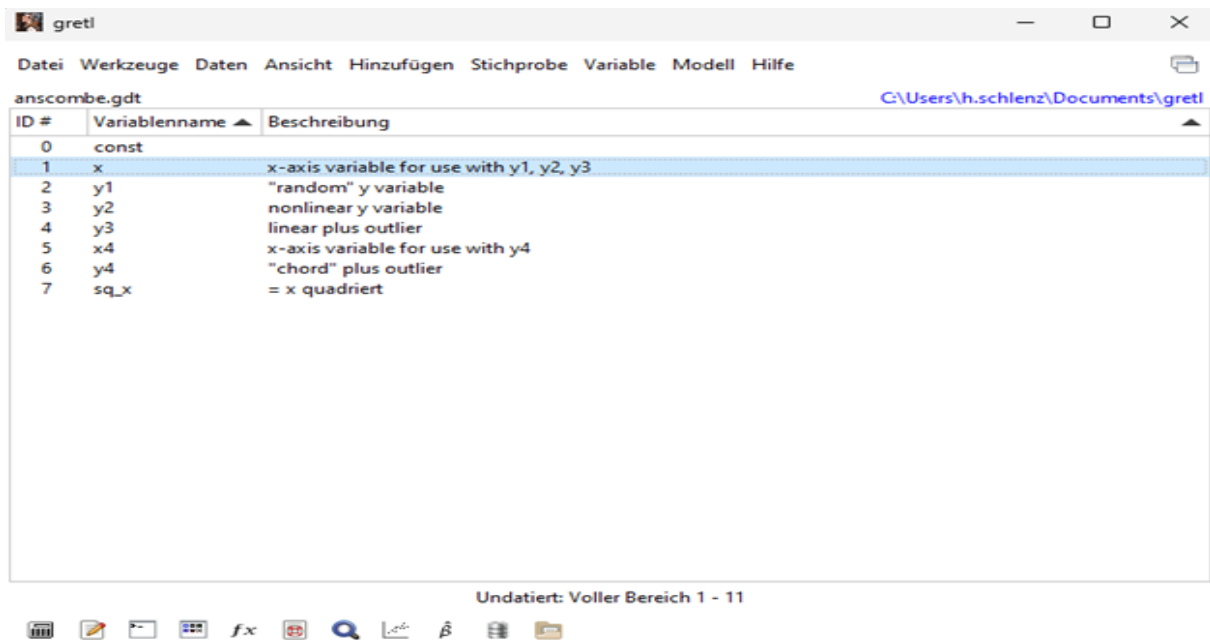 gretl
Datei Werkzeuge Daten Ansicht Hinzufügen Stichprobe Variable Modell Hilfe
anscombe.gdt C:\Users\h.schlenz\Documents\gretl
ID # Variablenname Beschreibung
0 const
1 x x-axis variable for use with y1, y2, y3
2 y1 "random" y variable
3 y2 nonlinear y variable
4 y3 linear plus outlier
5 x4 x-axis variable for use with y4
6 y4 "chord" plus outlier
7 sq_x = x quadriert
Undatiert: Voller Bereich 1 - 11
fx β̂